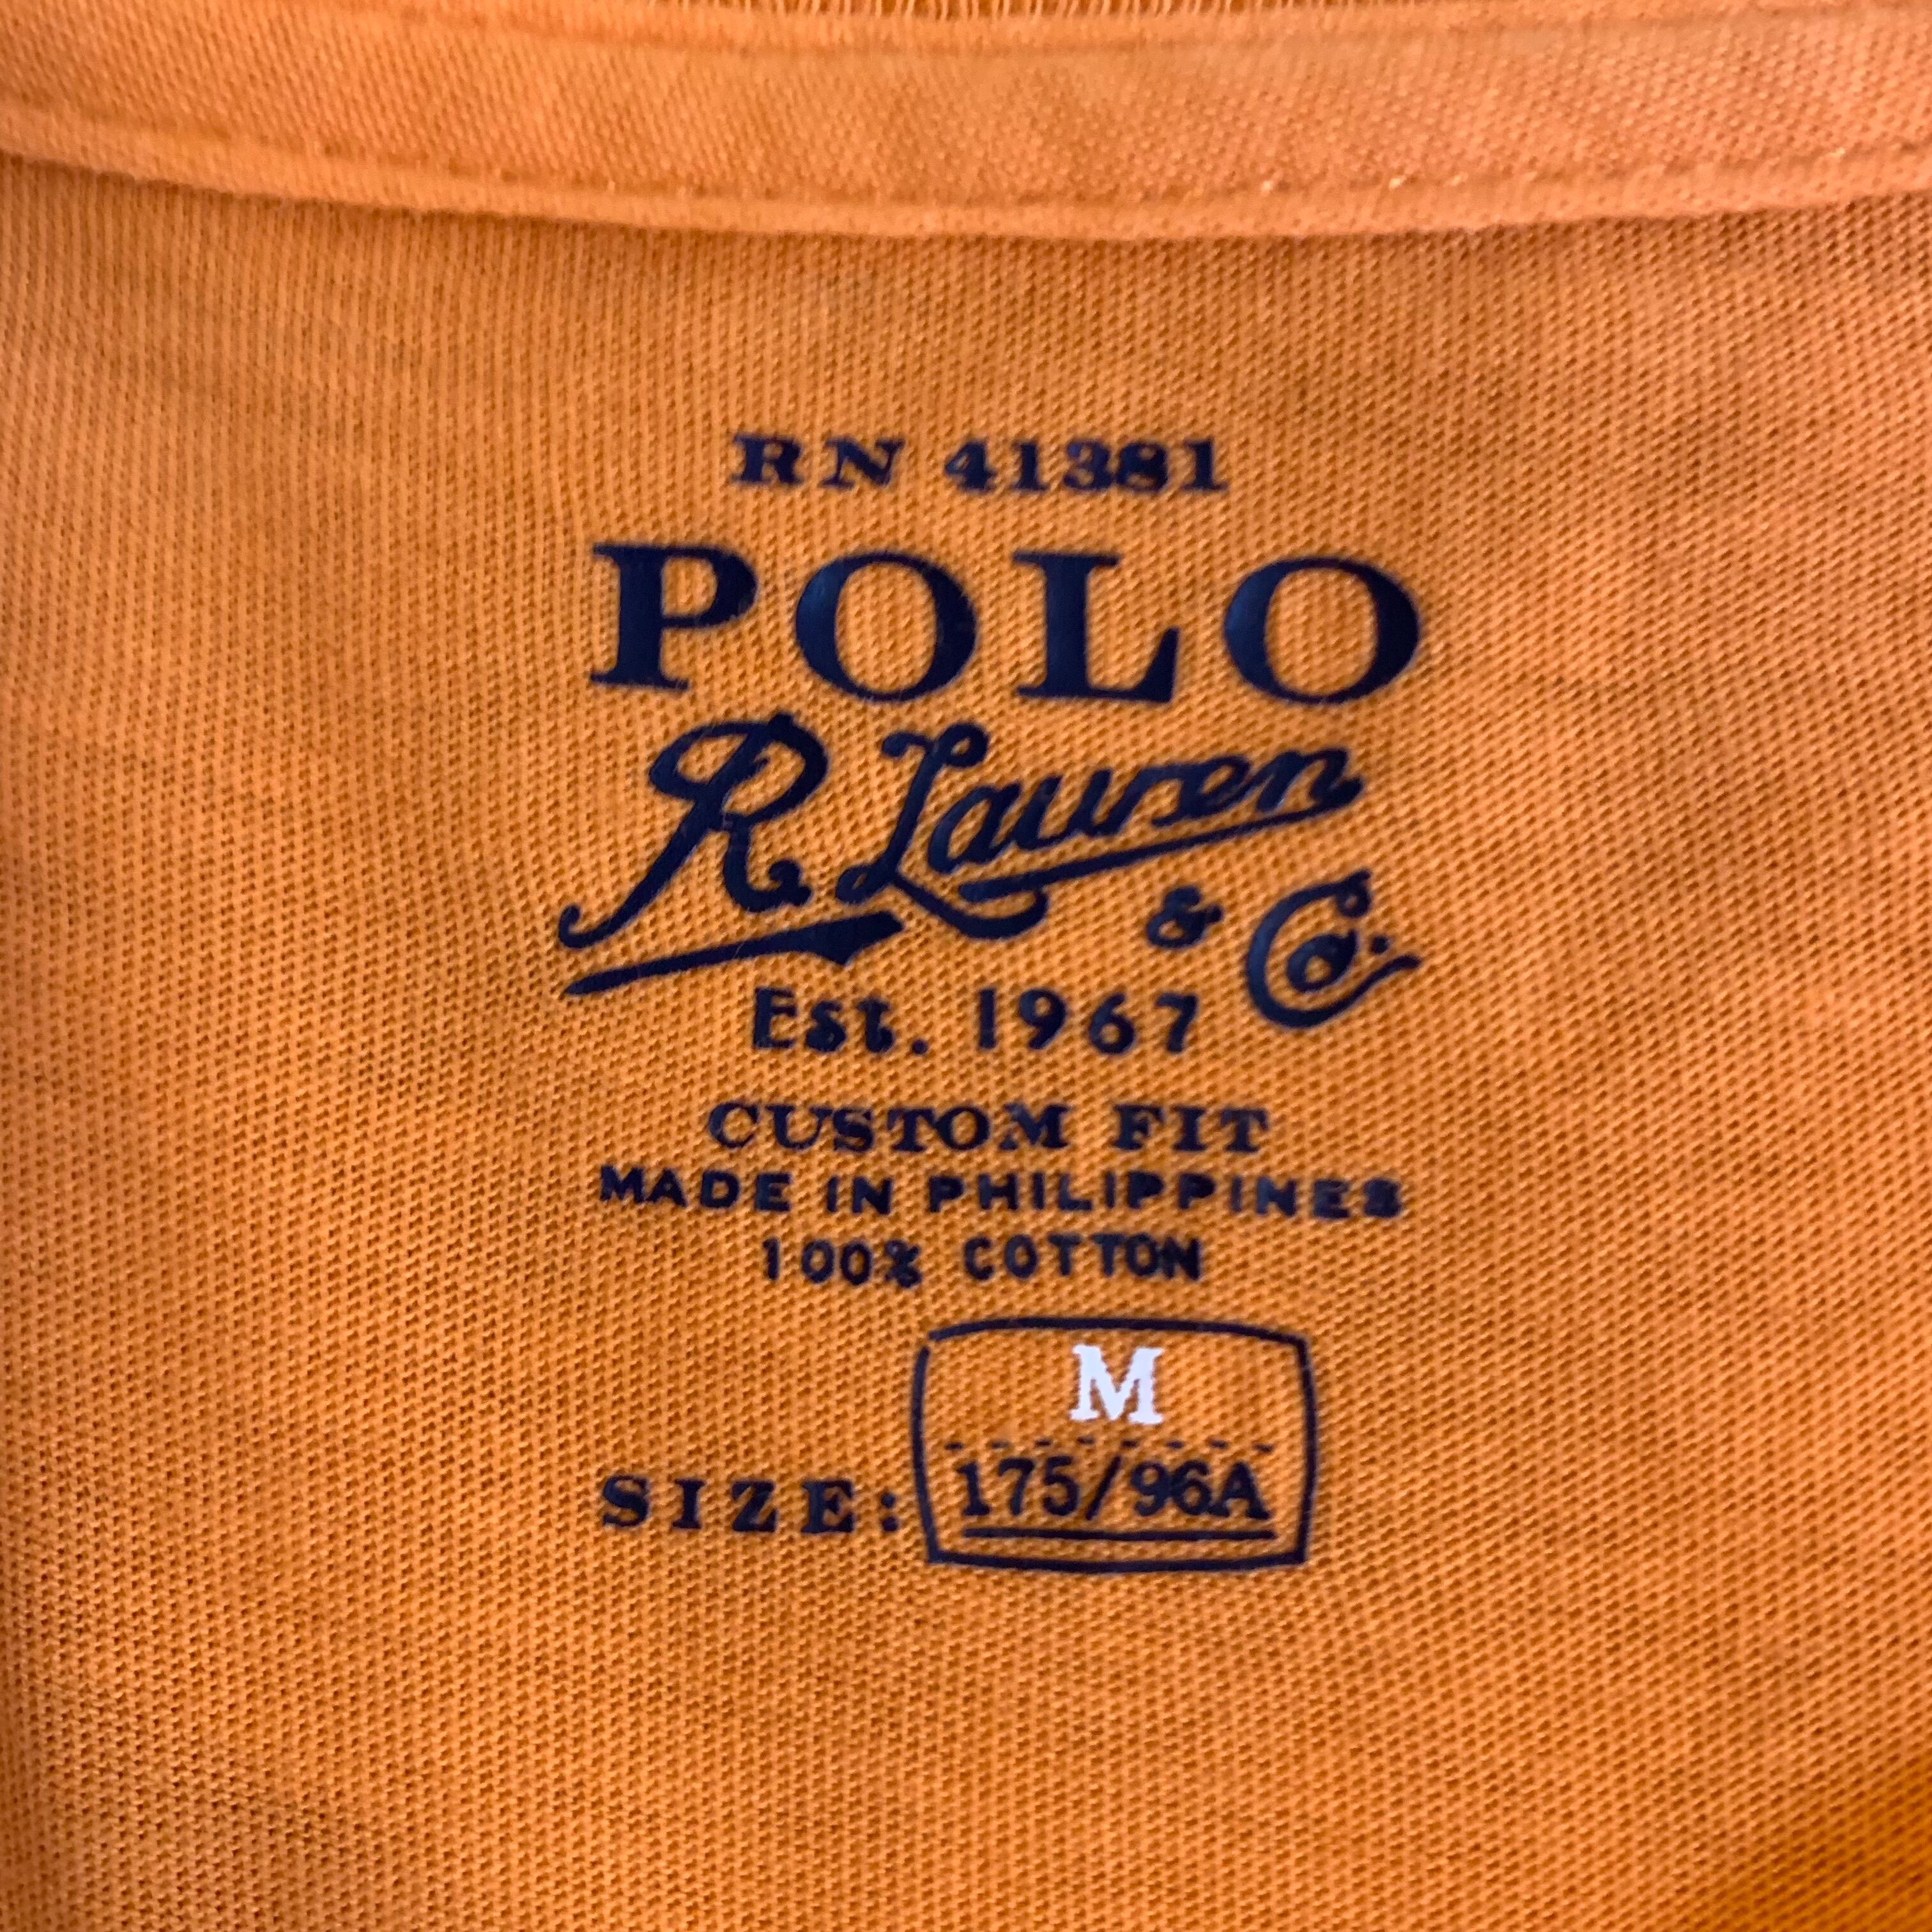 RN 41381
POLO
R. Lauren
& Co.
Est. 1967
CUSTOM FIT
MADE IN PHILIPPINES
100% COTTON
M
SIZE: 175/96A